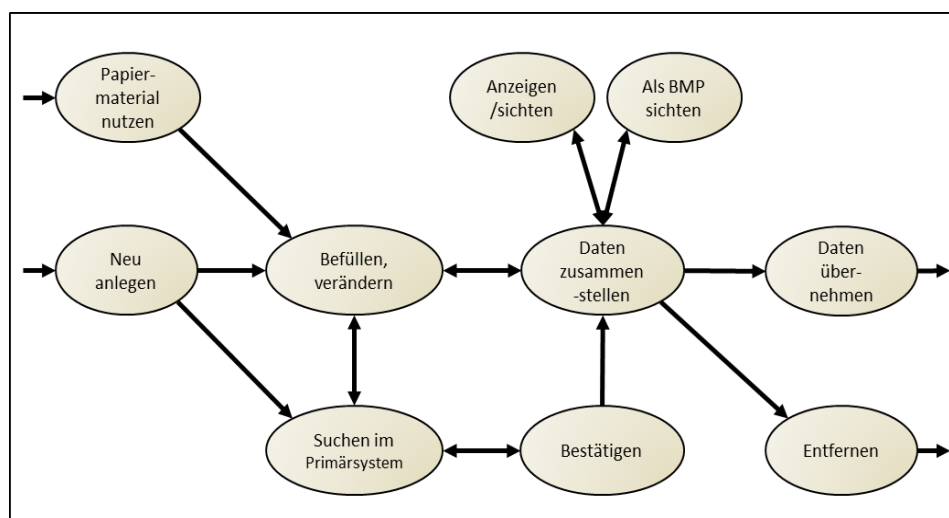 Papier-
material
nutzen
Anzeigen
/sichten
Als BMP
sichten
Neu
anlegen
Befüllen,
verändern
Daten
zusammen
-stellen
Daten
über-
nehmen
Suchen im
Primärsystem
Bestätigen
Entfernen